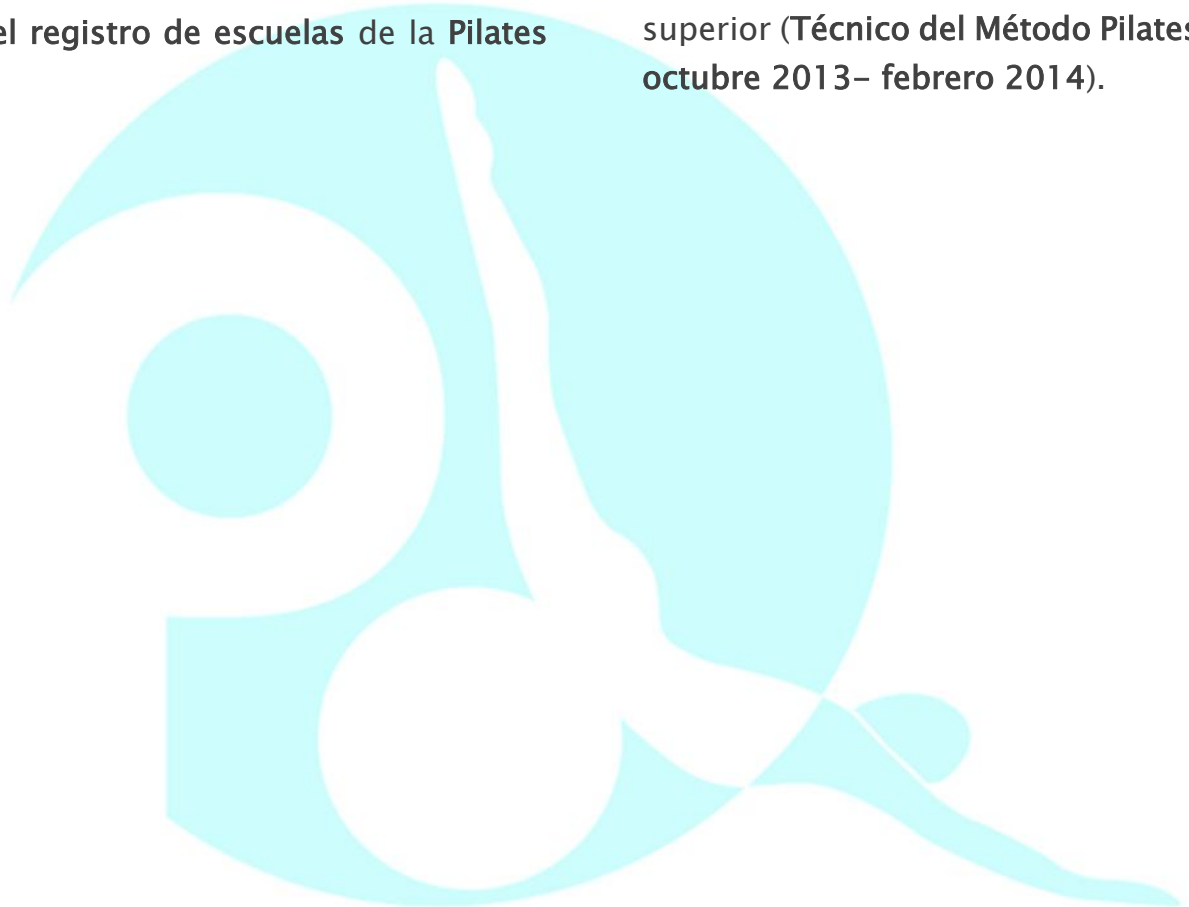 el registro de escuelas de la Pilates
superior (Técnico del Método Pilates
octubre 2013- febrero 2014).